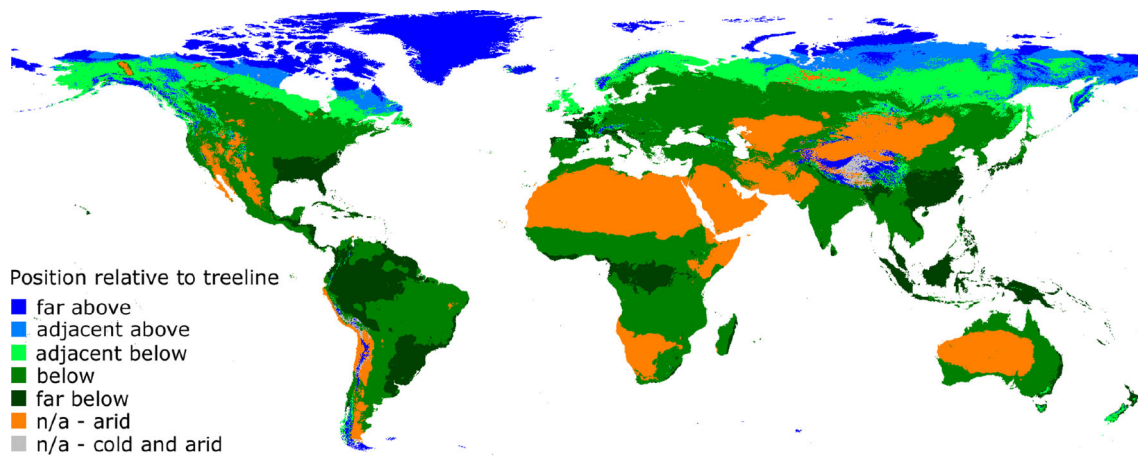 Position relative to treeline
far above
adjacent above
adjacent below
below
far below
n/a - arid
n/a - cold and arid